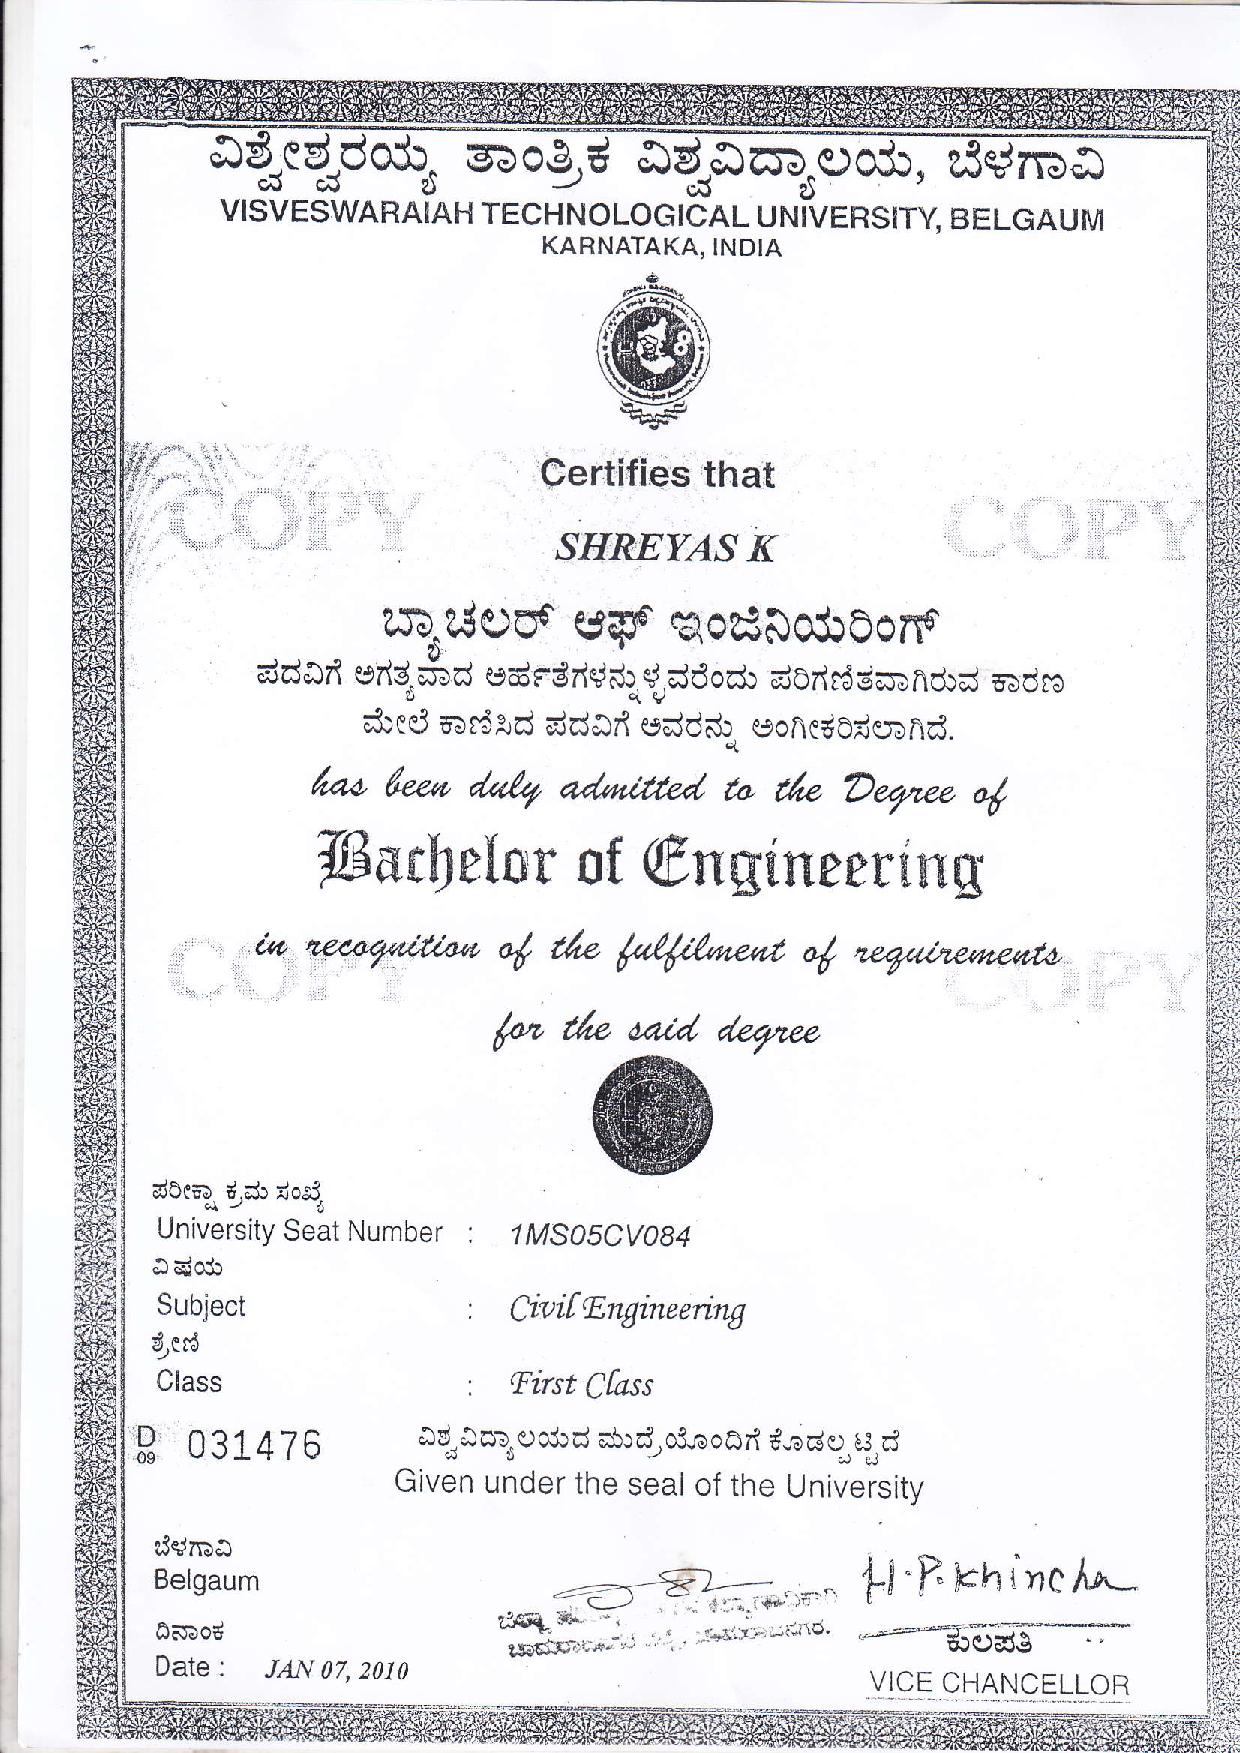 ವಿಶ್ವೇಶ್ವರಯ್ಯ ತಾಂತ್ರಿಕ ವಿಶ್ವವಿದ್ಯಾಲಯ, ಬೆಳಗಾವಿ
VISVESWARAIAH TECHNOLOGICAL UNIVERSITY, BELGAUM
KARNATAKA, INDIA
Certifies that
COPY COPY
SHREYAS K
ಬ್ಯಾಚಲರ್ ಆಫ್ ಇಂಜಿನಿಯರಿಂಗ್
ಪದವಿಗೆ ಅಗತ್ಯವಾದ ಅರ್ಹತೆಗಳನ್ನುಳ್ಳವರೆಂದು ಪರಿಗಣಿತವಾಗಿರುವ ಕಾರಣ
ಮೇಲೆ ಕಾಣಿಸಿದ ಪದವಿಗೆ ಅವರನ್ನು ಅಂಗೀಕರಿಸಲಾಗಿದೆ.
has been duly admitted to the Degree of
Bachelor of Engineering
in recognition of the fulfilment of requirements
COPY COPY
for the said degree
ಪರೀಕ್ಷಾ ಕ್ರಮ ಸಂಖ್ಯೆ
University Seat Number : 1MS05CV084
ವಿಷಯ
Subject : Civil Engineering
ಶ್ರೇಣಿ
Class : First Class
D 09 031476
ವಿಶ್ವವಿದ್ಯಾಲಯದ ಮುದ್ರೆಯೊಂದಿಗೆ ಕೊಡಲ್ಪಟ್ಟಿದೆ
Given under the seal of the University
ಬೆಳಗಾವಿ
Belgaum
H.P.Khincha
ದಿನಾಂಕ
ಕುಲಪತಿ
Date : JAN 07, 2010
VICE CHANCELLOR